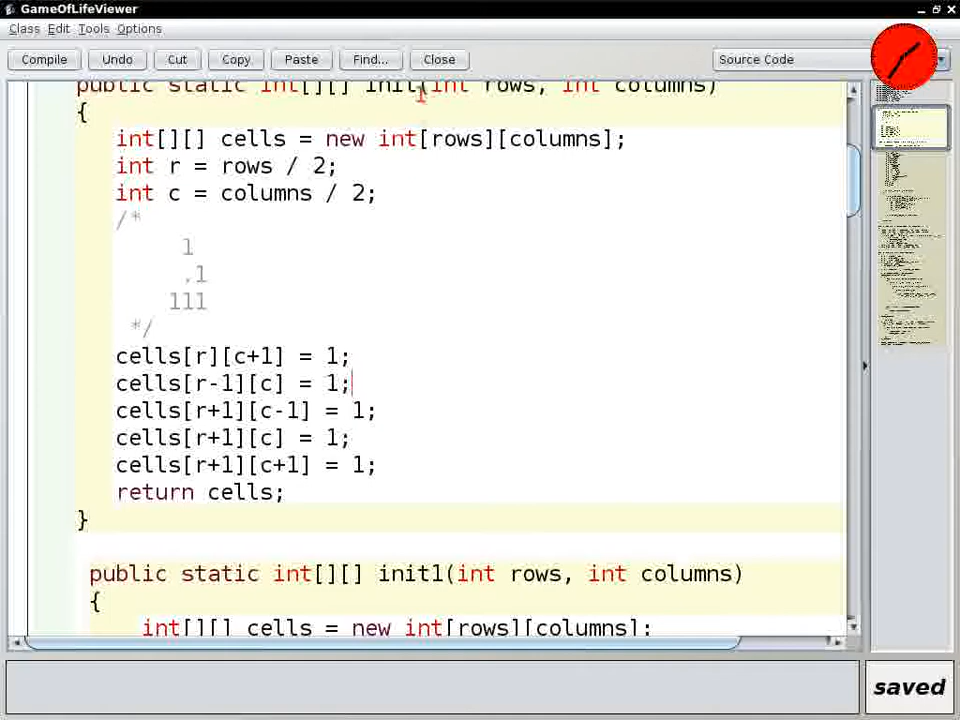 GameOfLifeViewer
Class Edit Tools Options
Compile Undo Cut Copy Paste Find... Close Source Code
public static int[][] init(int rows, int columns)
{
int[][] cells = new int[rows][columns];
int r = rows / 2;
int c = columns / 2;
/*
1
.1
111
*/
cells[r][c+1] = 1;
cells[r-1][c] = 1;
cells[r+1][c-1] = 1;
cells[r+1][c] = 1;
cells[r+1][c+1] = 1;
return cells;
}
public static int[][] init1(int rows, int columns)
{
int[][] cells = new int[rows][columns];
saved